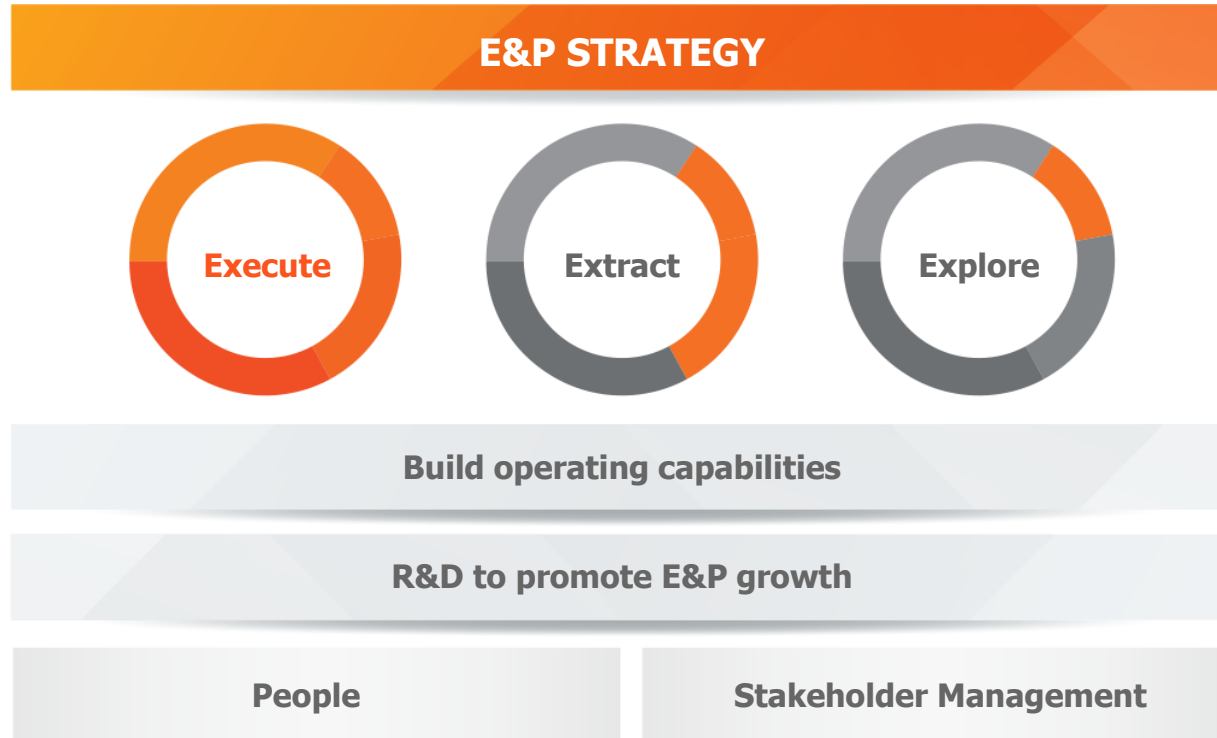 E&P STRATEGY
Execute
Extract
Explore
Build operating capabilities
R&D to promote E&P growth
People
Stakeholder Management